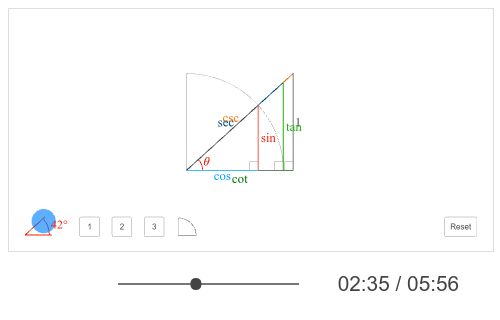 csc
sec
1
tan
sin
θ
cos
cot
42°
1
2
3
Reset
02:35 / 05:56